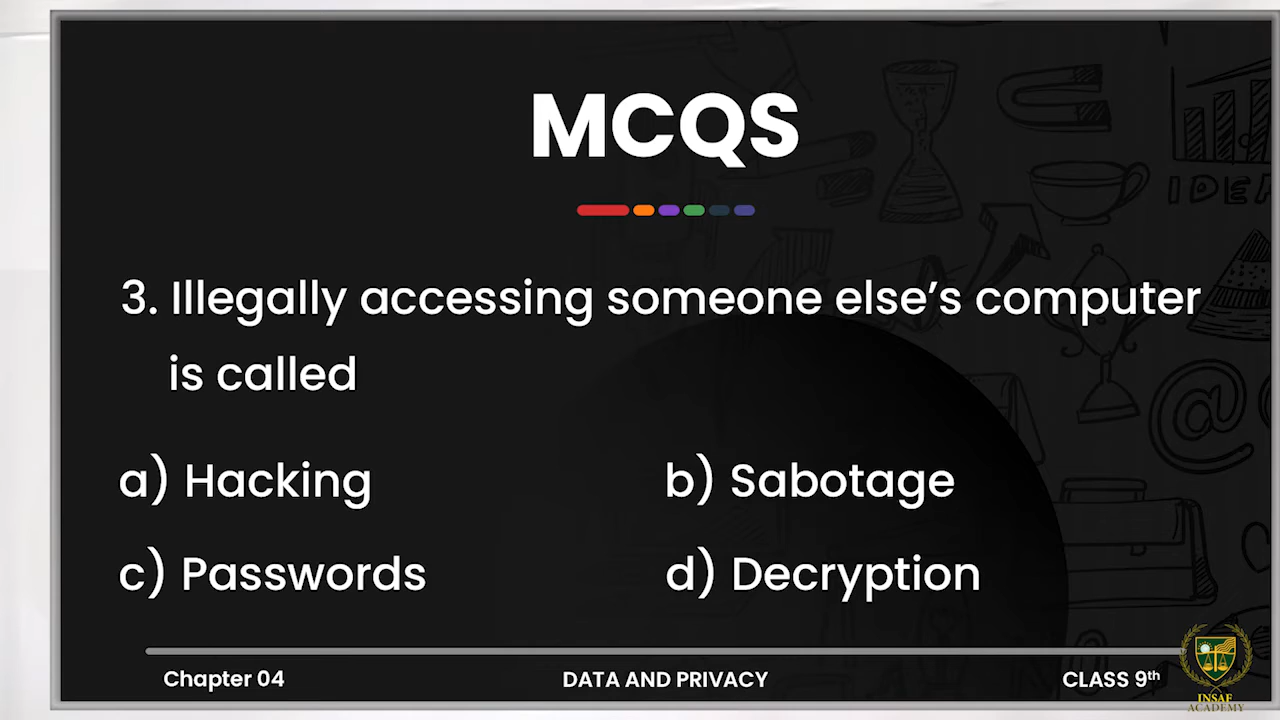 MCQS
IDEA
3. Illegally accessing someone else’s computer
is called
a) Hacking
b) Sabotage
c) Passwords
d) Decryption
Chapter 04
DATA AND PRIVACY
CLASS 9th
INSAF
ACADEMY